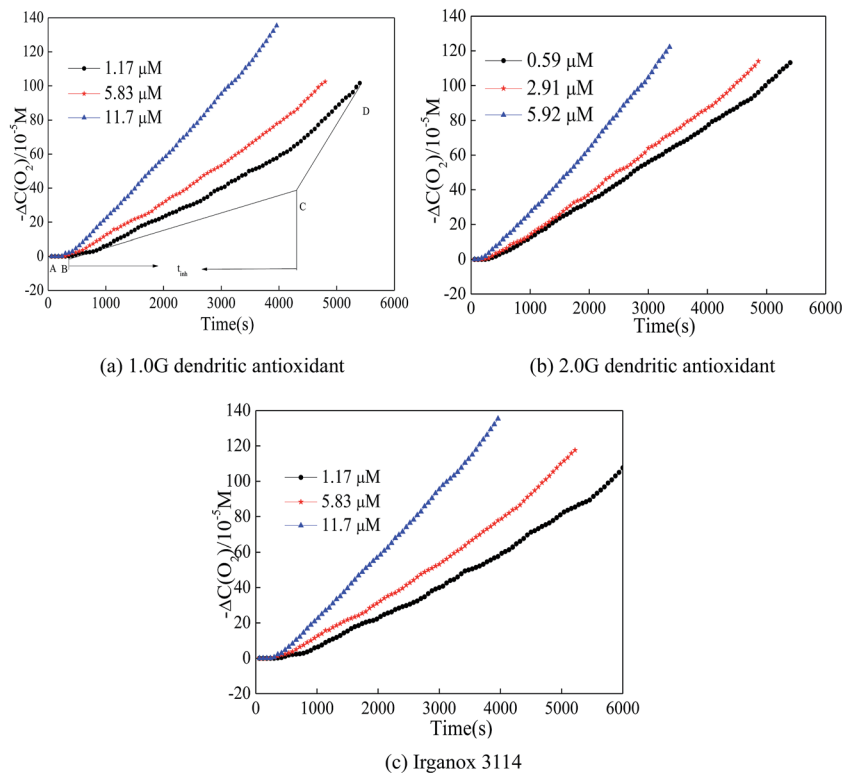 140
120
100
80
60
40
20
0
-20
-ΔC(O₂)/10⁻⁵M
1.17 μM
5.83 μM
11.7 μM
A B
C
D
t_inh
0 1000 2000 3000 4000 5000 6000
Time(s)
(a) 1.0G dendritic antioxidant
140
120
100
80
60
40
20
0
-20
-ΔC(O₂)/10⁻⁵M
0.59 μM
2.91 μM
5.92 μM
0 1000 2000 3000 4000 5000 6000
Time(s)
(b) 2.0G dendritic antioxidant
140
120
100
80
60
40
20
0
-20
-ΔC(O₂)/10⁻⁵M
1.17 μM
5.83 μM
11.7 μM
0 1000 2000 3000 4000 5000 6000
Time(s)
(c) Irganox 3114